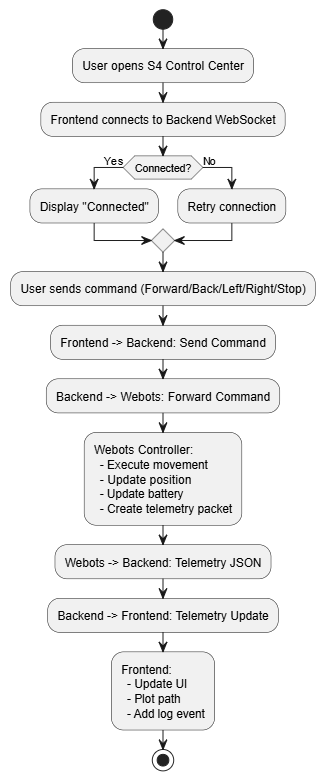 User opens S4 Control Center
Frontend connects to Backend WebSocket
Yes
Connected?
No
Display "Connected"
Retry connection
User sends command (Forward/Back/Left/Right/Stop)
Frontend -> Backend: Send Command
Backend -> Webots: Forward Command
Webots Controller:
- Execute movement
- Update position
- Update battery
- Create telemetry packet
Webots -> Backend: Telemetry JSON
Backend -> Frontend: Telemetry Update
Frontend:
- Update UI
- Plot path
- Add log event